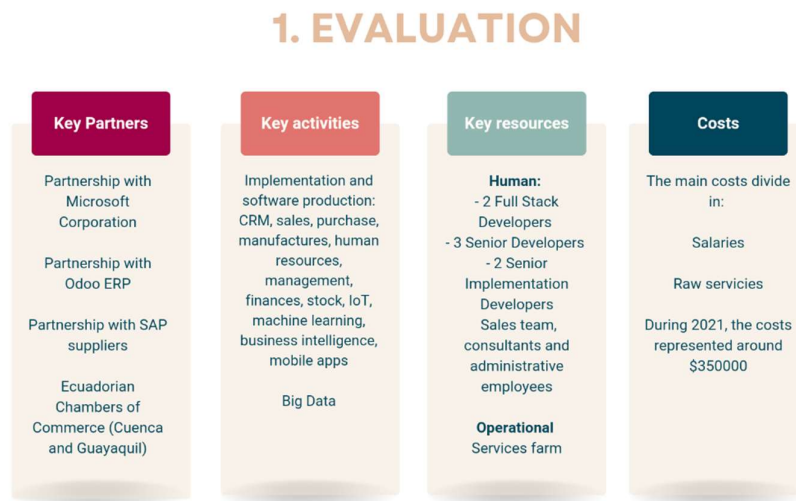 1. EVALUATION
Key Partners
Partnership with
Microsoft
Corporation
Partnership with
Odoo ERP
Partnership with SAP
suppliers
Ecuadorian
Chambers of
Commerce (Cuenca
and Guayaquil)
Key activities
Implementation and
software production:
CRM, sales, purchase,
manufactures, human
resources,
management,
finances, stock, IoT,
machine learning,
business intelligence,
mobile apps
Big Data
Key resources
Human:
- 2 Full Stack
Developers
- 3 Senior Developers
- 2 Senior
Implementation
Developers
Sales team,
consultants and
administrative
employees
Operational
Services farm
Costs
The main costs divide
in:
Salaries
Raw servicies
During 2021, the costs
represented around
$350000